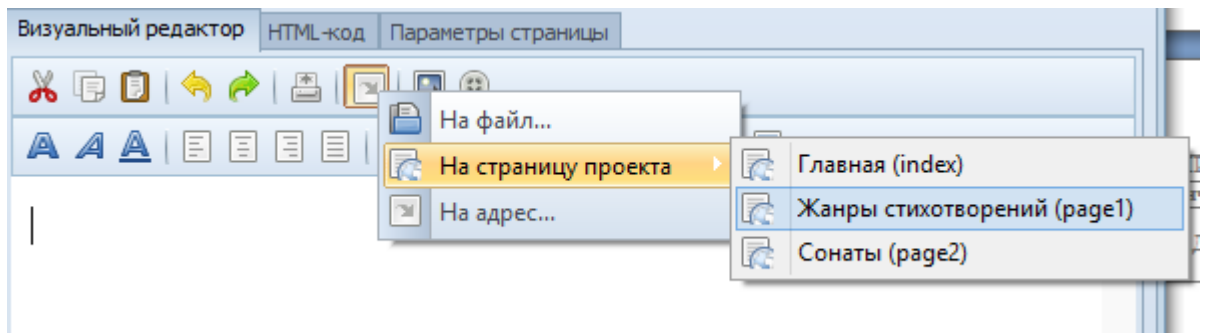 Визуальный редактор HTML-код Параметры страницы
На файл...
На страницу проекта
На адрес...
Главная (index)
Жанры стихотворений (page1)
Сонаты (page2)